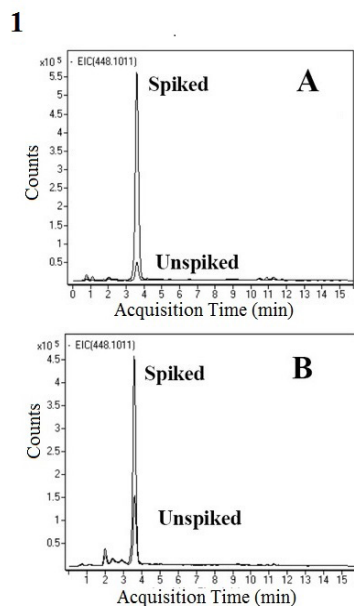 1
x10⁵ - EIC(448.1011)
A
5.5
Spiked
5
4.5
4
3.5
3
2.5
2
1.5
1
Unspiked
0.5
Counts
0 1 2 3 4 5 6 7 8 9 10 11 12 13 14 15
Acquisition Time (min)
x10⁵ - EIC(448.1011)
B
4.5
Spiked
4
3.5
3
2.5
2
1.5
Unspiked
1
0.5
Counts
1 2 3 4 5 6 7 8 9 10 11 12 13 14 15
Acquisition Time (min)